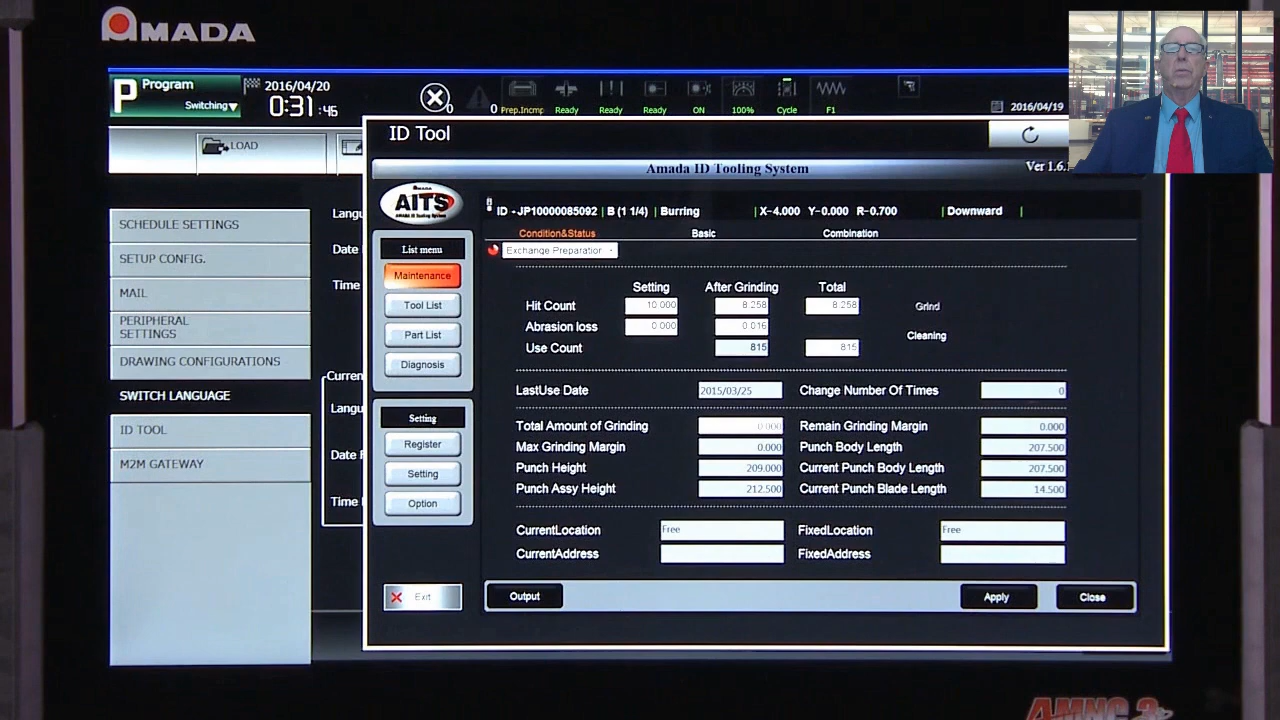 AMADA
P Program
Switching▼
2016/04/20
0:31:45
0
0
Prep.Incmp
Ready
Ready
Ready
ON
100%
Cycle
F1
2016/04/19
LOAD
ID Tool
Amada ID Tooling System
Ver 1.6.
AMADA
AITS
AMADA ID Tooling System
ID - JP10000085092 | B (1 1/4) | Burring | X-4.000 Y-0.000 R-0.700 | Downward |
Condition&Status Basic Combination
Exchange Preparation
SCHEDULE SETTINGS
SETUP CONFIG.
MAIL
PERIPHERAL
SETTINGS
DRAWING CONFIGURATIONS
SWITCH LANGUAGE
ID TOOL
M2M GATEWAY
Langu
Date
Time
Curren
Langu
Date F
Time
List menu
Maintenance
Tool List
Part List
Diagnosis
Setting
Register
Setting
Option
Exit
Setting After Grinding Total
Hit Count 10.000 8.258 8.258 Grind
Abrasion loss 0.000 0.016 Cleaning
Use Count 815 815
LastUse Date 2015/03/25 Change Number Of Times 0
Total Amount of Grinding 0.000 Remain Grinding Margin 0.000
Max Grinding Margin 0.000 Punch Body Length 207.500
Punch Height 209.000 Current Punch Body Length 207.500
Punch Assy Height 212.500 Current Punch Blade Length 14.500
CurrentLocation Free FixedLocation Free
CurrentAddress FixedAddress
Output Apply Close
AMNC 3